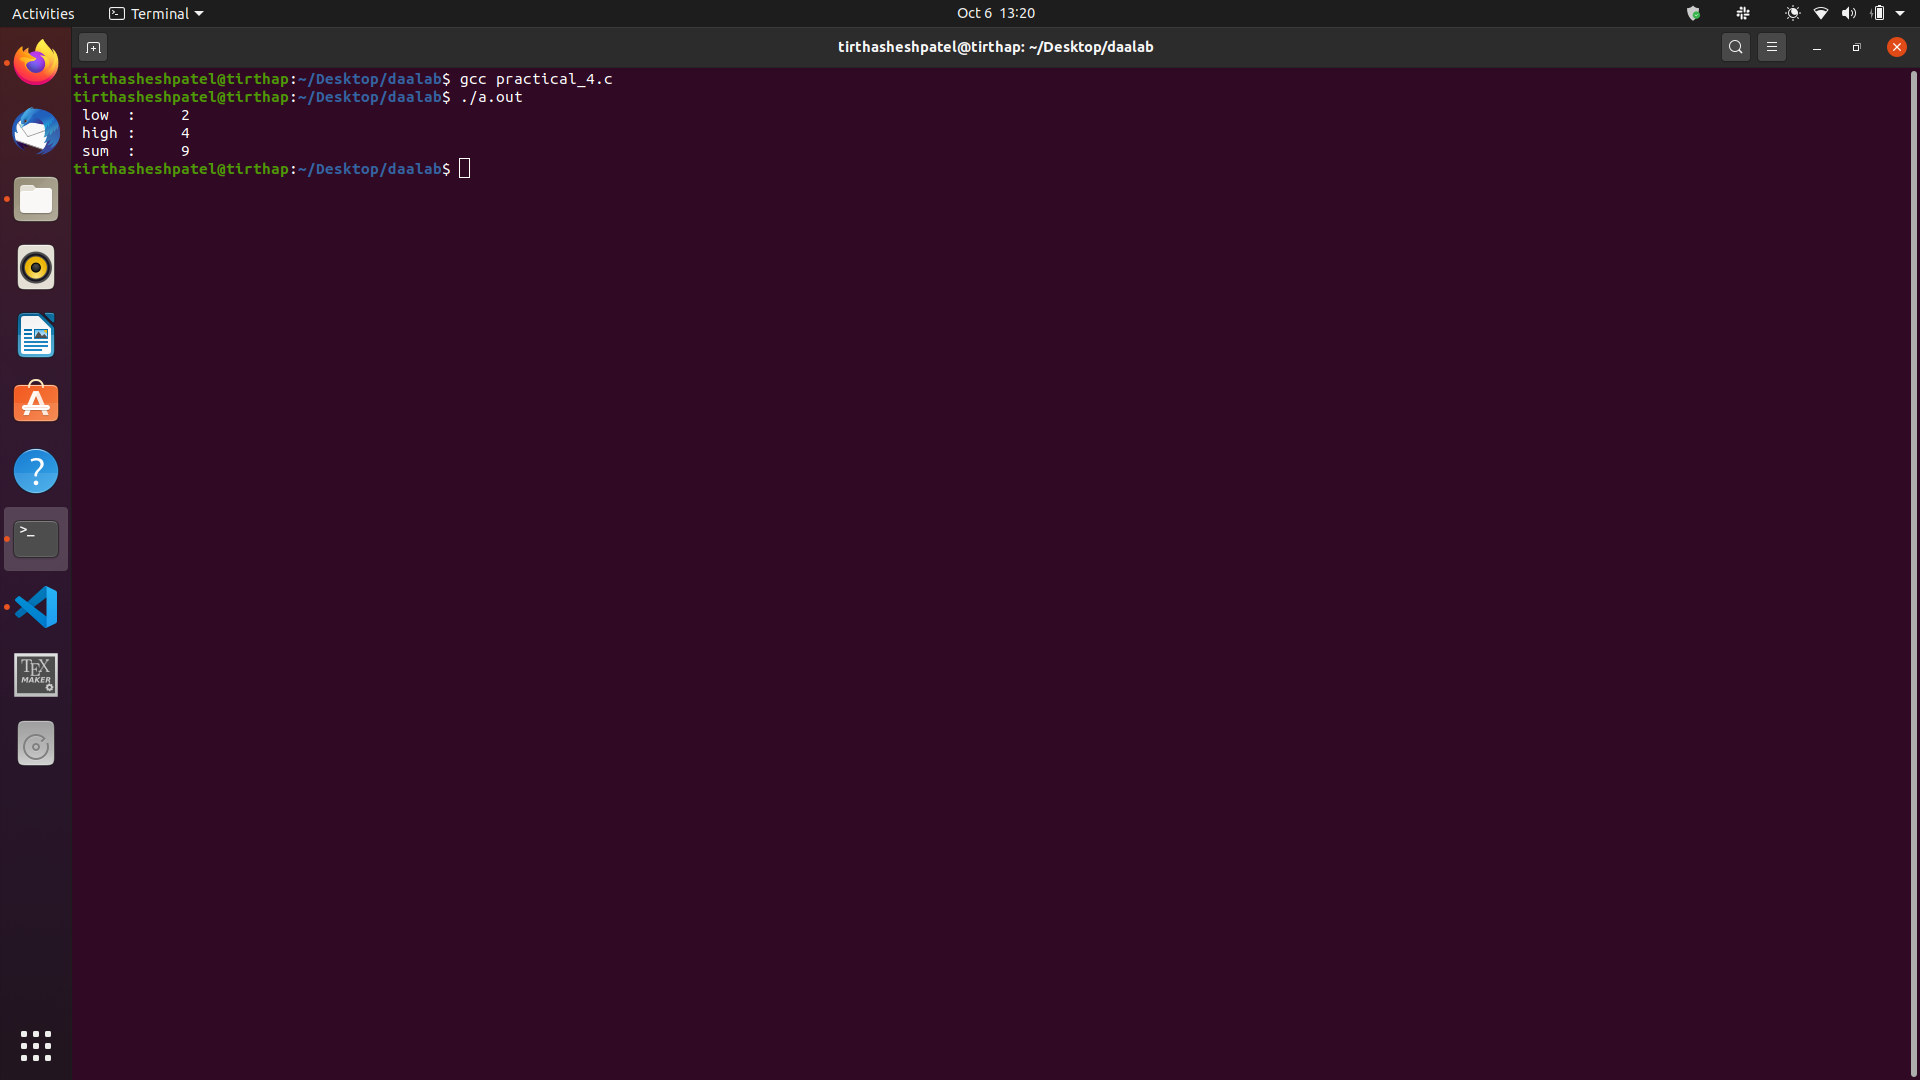 Activities Terminal Oct 6 13:20
tirthasheshpatel@tirthap: ~/Desktop/daalab
tirthasheshpatel@tirthap:~/Desktop/daalab$ gcc practical_4.c
tirthasheshpatel@tirthap:~/Desktop/daalab$ ./a.out
low  :     2
high :     4
sum  :     9
tirthasheshpatel@tirthap:~/Desktop/daalab$
?
>_
TEX
MAKER